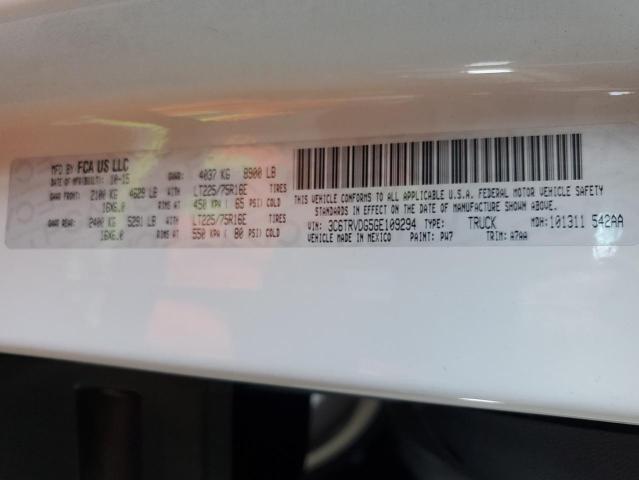 MFD BY FCA US LLC
DATE OF MFR(BUILT): 10-15 GVWR: 4037 KG 8900 LB
GAWR FRONT: 2100 KG 4629 LB WITH LT225/75R16E TIRES
16X6.0 RIMS AT 450 KPA( 65 PSI) COLD
GAWR REAR: 2400 KG 5291 LB WITH LT225/75R16E TIRES
16X6.0 RIMS AT 550 KPA( 80 PSI) COLD
THIS VEHICLE CONFORMS TO ALL APPLICABLE U.S.A. FEDERAL MOTOR VEHICLE SAFETY
STANDARDS IN EFFECT ON THE DATE OF MANUFACTURE SHOWN ABOVE.
VIN: 3C6TRVDG5GE109294 TYPE: TRUCK MDH:101311 542AA
VEHICLE MADE IN MEXICO PAINT: PW7 TRIM: A7AA